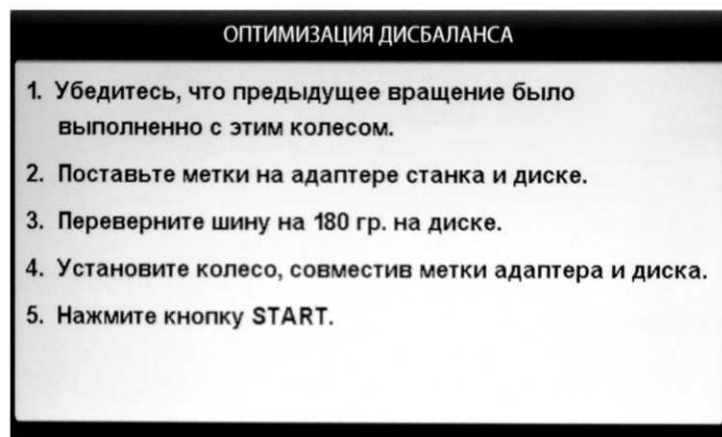 ОПТИМИЗАЦИЯ ДИСБАЛАНСА
1. Убедитесь, что предыдущее вращение было
выполненно с этим колесом.
2. Поставьте метки на адаптере станка и диске.
3. Переверните шину на 180 гр. на диске.
4. Установите колесо, совместив метки адаптера и диска.
5. Нажмите кнопку START.